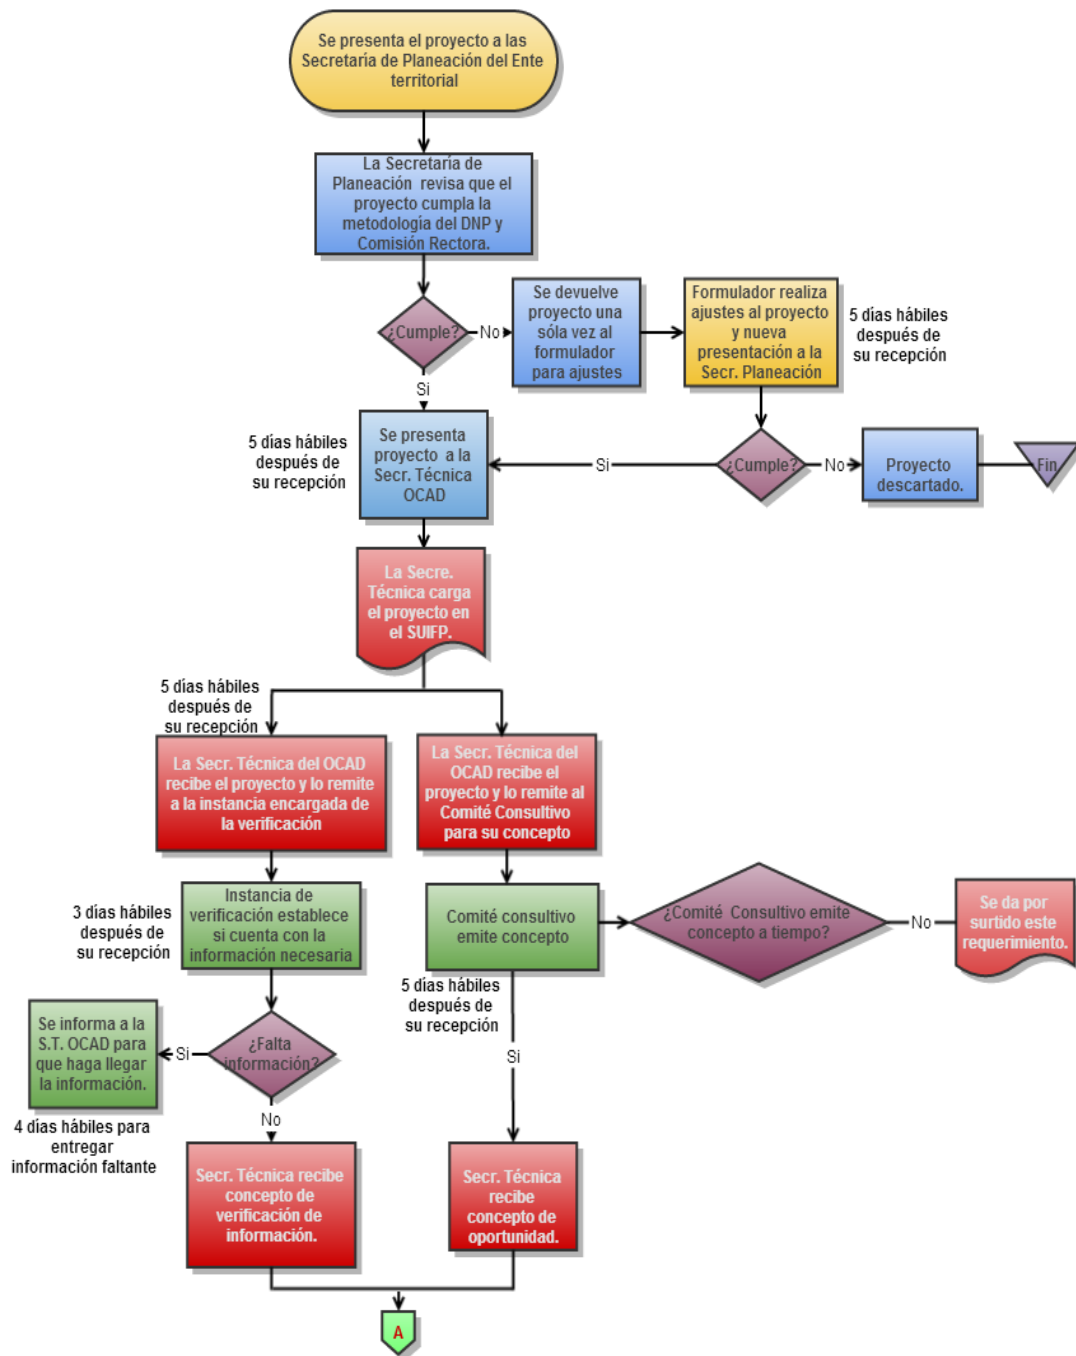 Se presenta el proyecto a las
Secretaría de Planeación del Ente
territorial
La Secretaría de
Planeación revisa que el
proyecto cumpla la
metodología del DNP y
Comisión Rectora.
¿Cumple?
No
Se devuelve
proyecto una
sóla vez al
formulador
para ajustes
Formulador realiza
ajustes al proyecto
y nueva
presentación a la
Secr. Planeación
5 días hábiles
después de
su recepción
Si
5 días hábiles
después de
su recepción
Se presenta
proyecto a la
Secr. Técnica
OCAD
Si
¿Cumple?
No
Proyecto
descartado.
Fin
La Secre.
Técnica carga
el proyecto en
el SUIFP.
5 días hábiles
después de
su recepción
La Secr. Técnica del OCAD
recibe el proyecto y lo remite
a la instancia encargada de
la verificación
La Secr. Técnica del
OCAD recibe el
proyecto y lo remite al
Comité Consultivo
para su concepto
3 días hábiles
después de
su recepción
Instancia de
verificación establece
si cuenta con la
información necesaria
Comité consultivo
emite concepto
¿Comité Consultivo emite
concepto a tiempo?
No
Se da por
surtido este
requerimiento.
5 días hábiles
después de
su recepción
Se informa a la
S.T. OCAD para
que haga llegar
la información.
Si
¿Falta
información?
Si
4 días hábiles para
entregar
información faltante
No
Secr. Técnica recibe
concepto de
verificación de
información.
Secr. Técnica
recibe
concepto de
oportunidad.
A